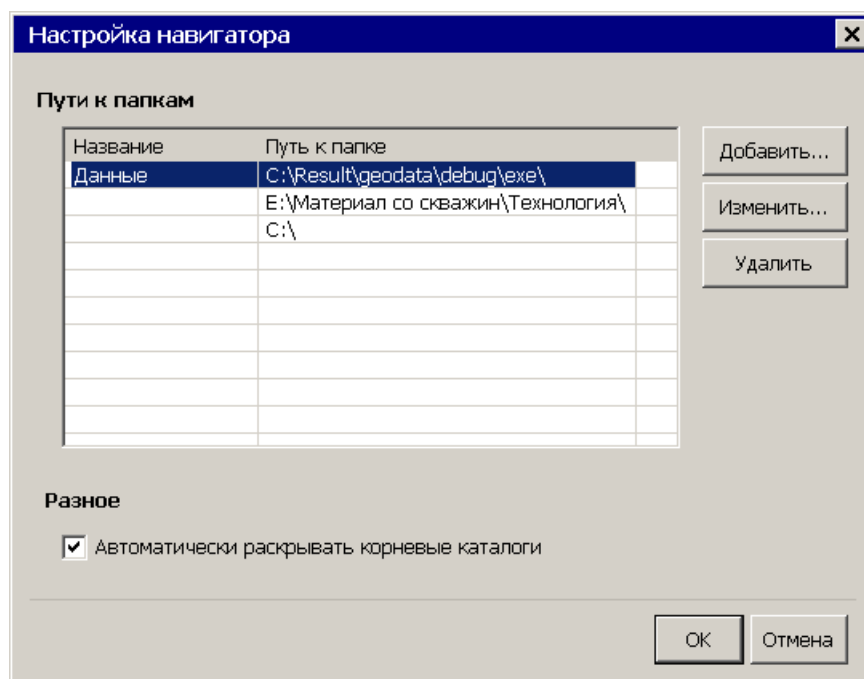 Настройка навигатора
Пути к папкам
Название Путь к папке
Данные C:\Result\geodata\debug\exe\
E:\Материал со скважин\Технология\
C:\
Добавить...
Изменить...
Удалить
Разное
Автоматически раскрывать корневые каталоги
OK Отмена